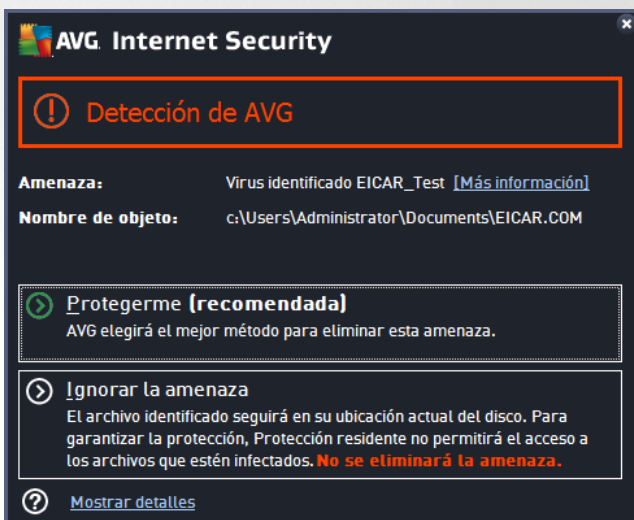 AVG. Internet Security
Detección de AVG
Amenaza: Virus identificado EICAR_Test [Más información]
Nombre de objeto: c:\Users\Administrator\Documents\EICAR.COM
Protegerme (recomendada)
AVG elegirá el mejor método para eliminar esta amenaza.
Ignorar la amenaza
El archivo identificado seguirá en su ubicación actual del disco. Para
garantizar la protección, Protección residente no permitirá el acceso a
los archivos que estén infectados. No se eliminará la amenaza.
Mostrar detalles